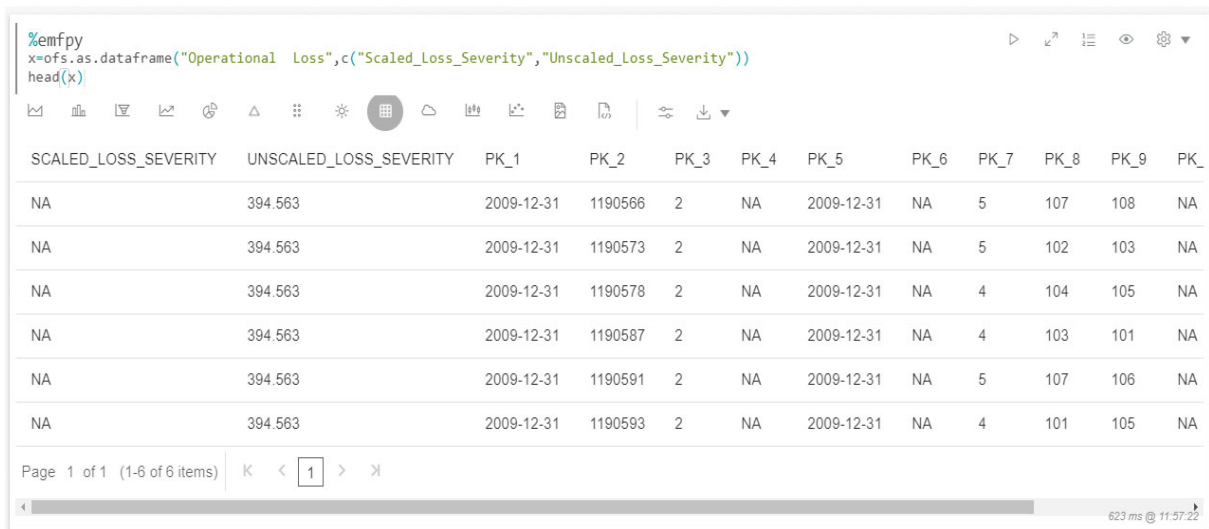 %emfpy
x=ofs.as.dataframe("Operational  Loss",c("Scaled_Loss_Severity","Unscaled_Loss_Severity"))
head(x)
SCALED_LOSS_SEVERITY UNSCALED_LOSS_SEVERITY PK_1 PK_2 PK_3 PK_4 PK_5 PK_6 PK_7 PK_8 PK_9 PK_
NA 394.563 2009-12-31 1190566 2 NA 2009-12-31 NA 5 107 108 NA
NA 394.563 2009-12-31 1190573 2 NA 2009-12-31 NA 5 102 103 NA
NA 394.563 2009-12-31 1190578 2 NA 2009-12-31 NA 4 104 105 NA
NA 394.563 2009-12-31 1190587 2 NA 2009-12-31 NA 4 103 101 NA
NA 394.563 2009-12-31 1190591 2 NA 2009-12-31 NA 5 107 106 NA
NA 394.563 2009-12-31 1190593 2 NA 2009-12-31 NA 4 101 105 NA
Page 1 of 1 (1-6 of 6 items) 1
623 ms @ 11:57:22